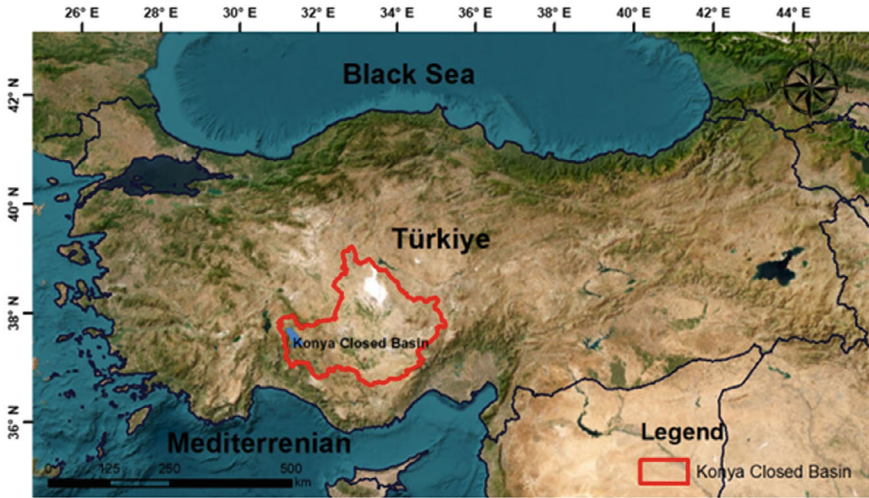 26° E 28° E 30° E 32° E 34° E 36° E 38° E 40° E 42° E 44° E
42° N
40° N
38° N
36° N
Black Sea
N
W
Türkiye
Konya Closed Basin
Mediterrenian
0 125 250 500
km
Legend
Konya Closed Basin